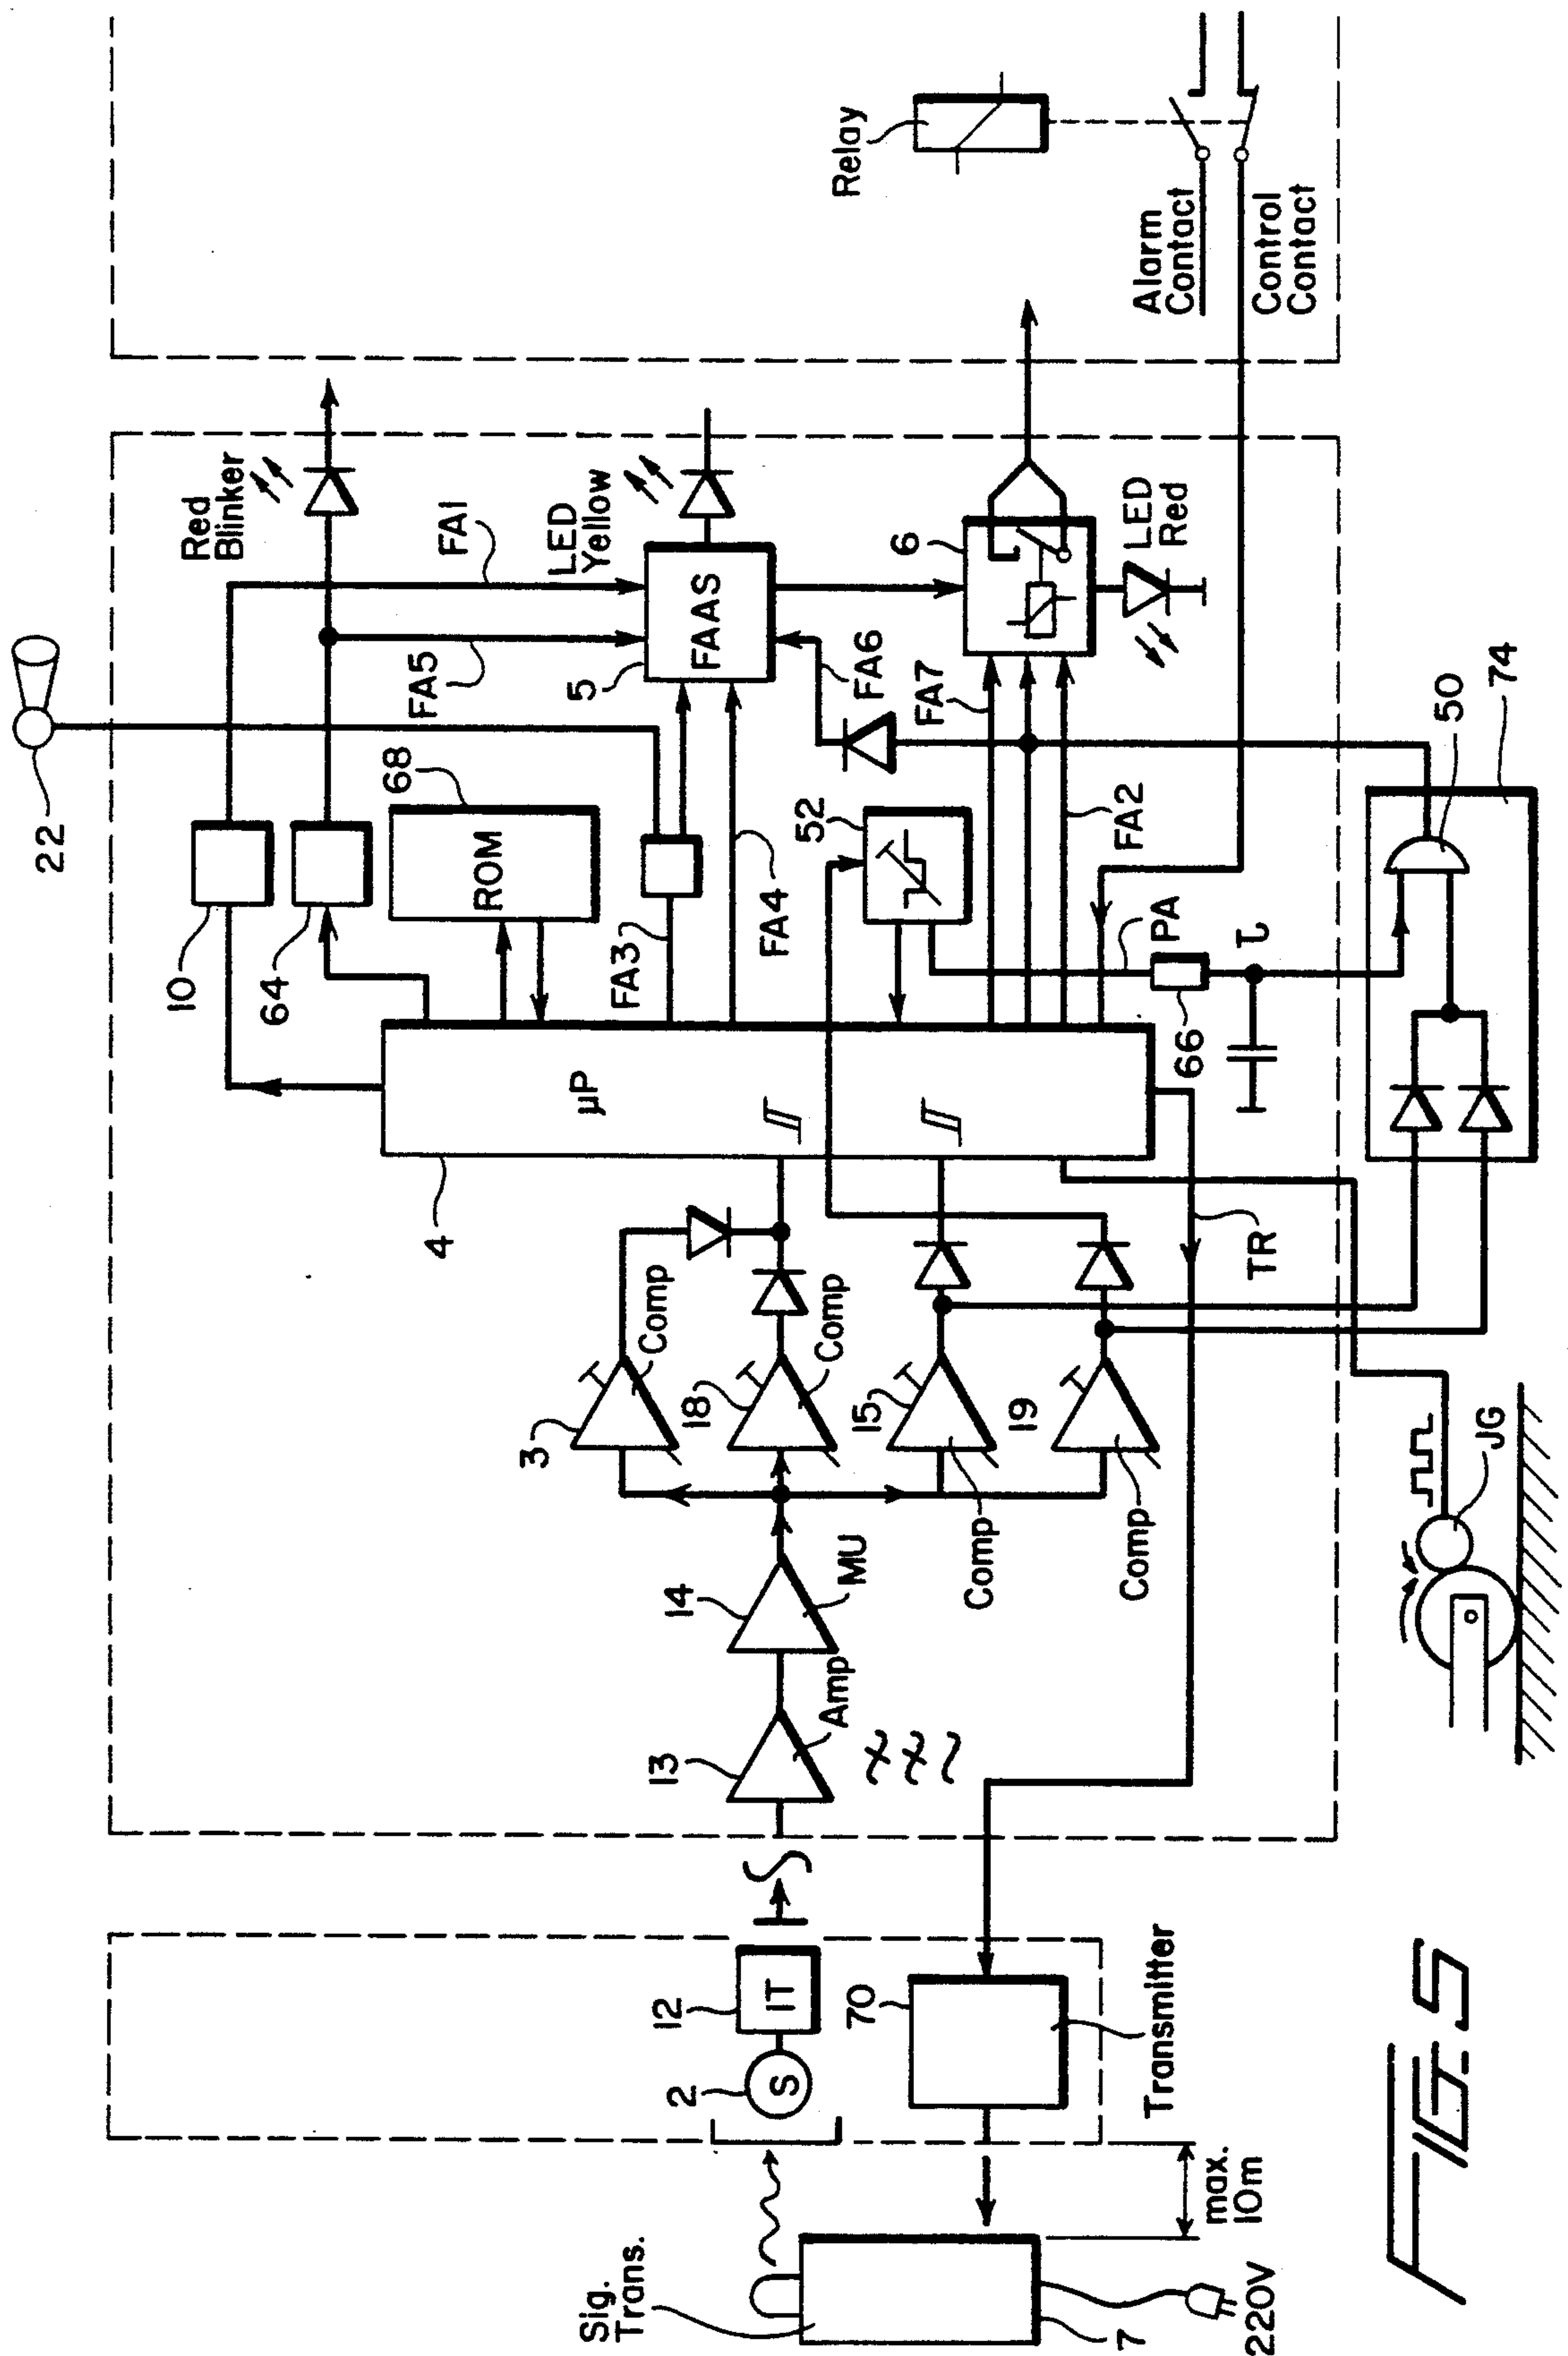 Sig.
Trans.
7
220V
max.
10m
2
S
12
IT
70
Transmitter
13
Amp
14
MU
3
Comp
18
Comp
15
Comp
19
Comp
TR
JG
4
µP
10
64
68
ROM
22
FA3
FA4
52
PA
66
τ
FA2
FA7
FA6
FA5
5
FAAS
FA1
Red
Blinker
LED
Yellow
6
LED
Red
50
74
Relay
Alarm
Contact
Control
Contact
FIG. 5